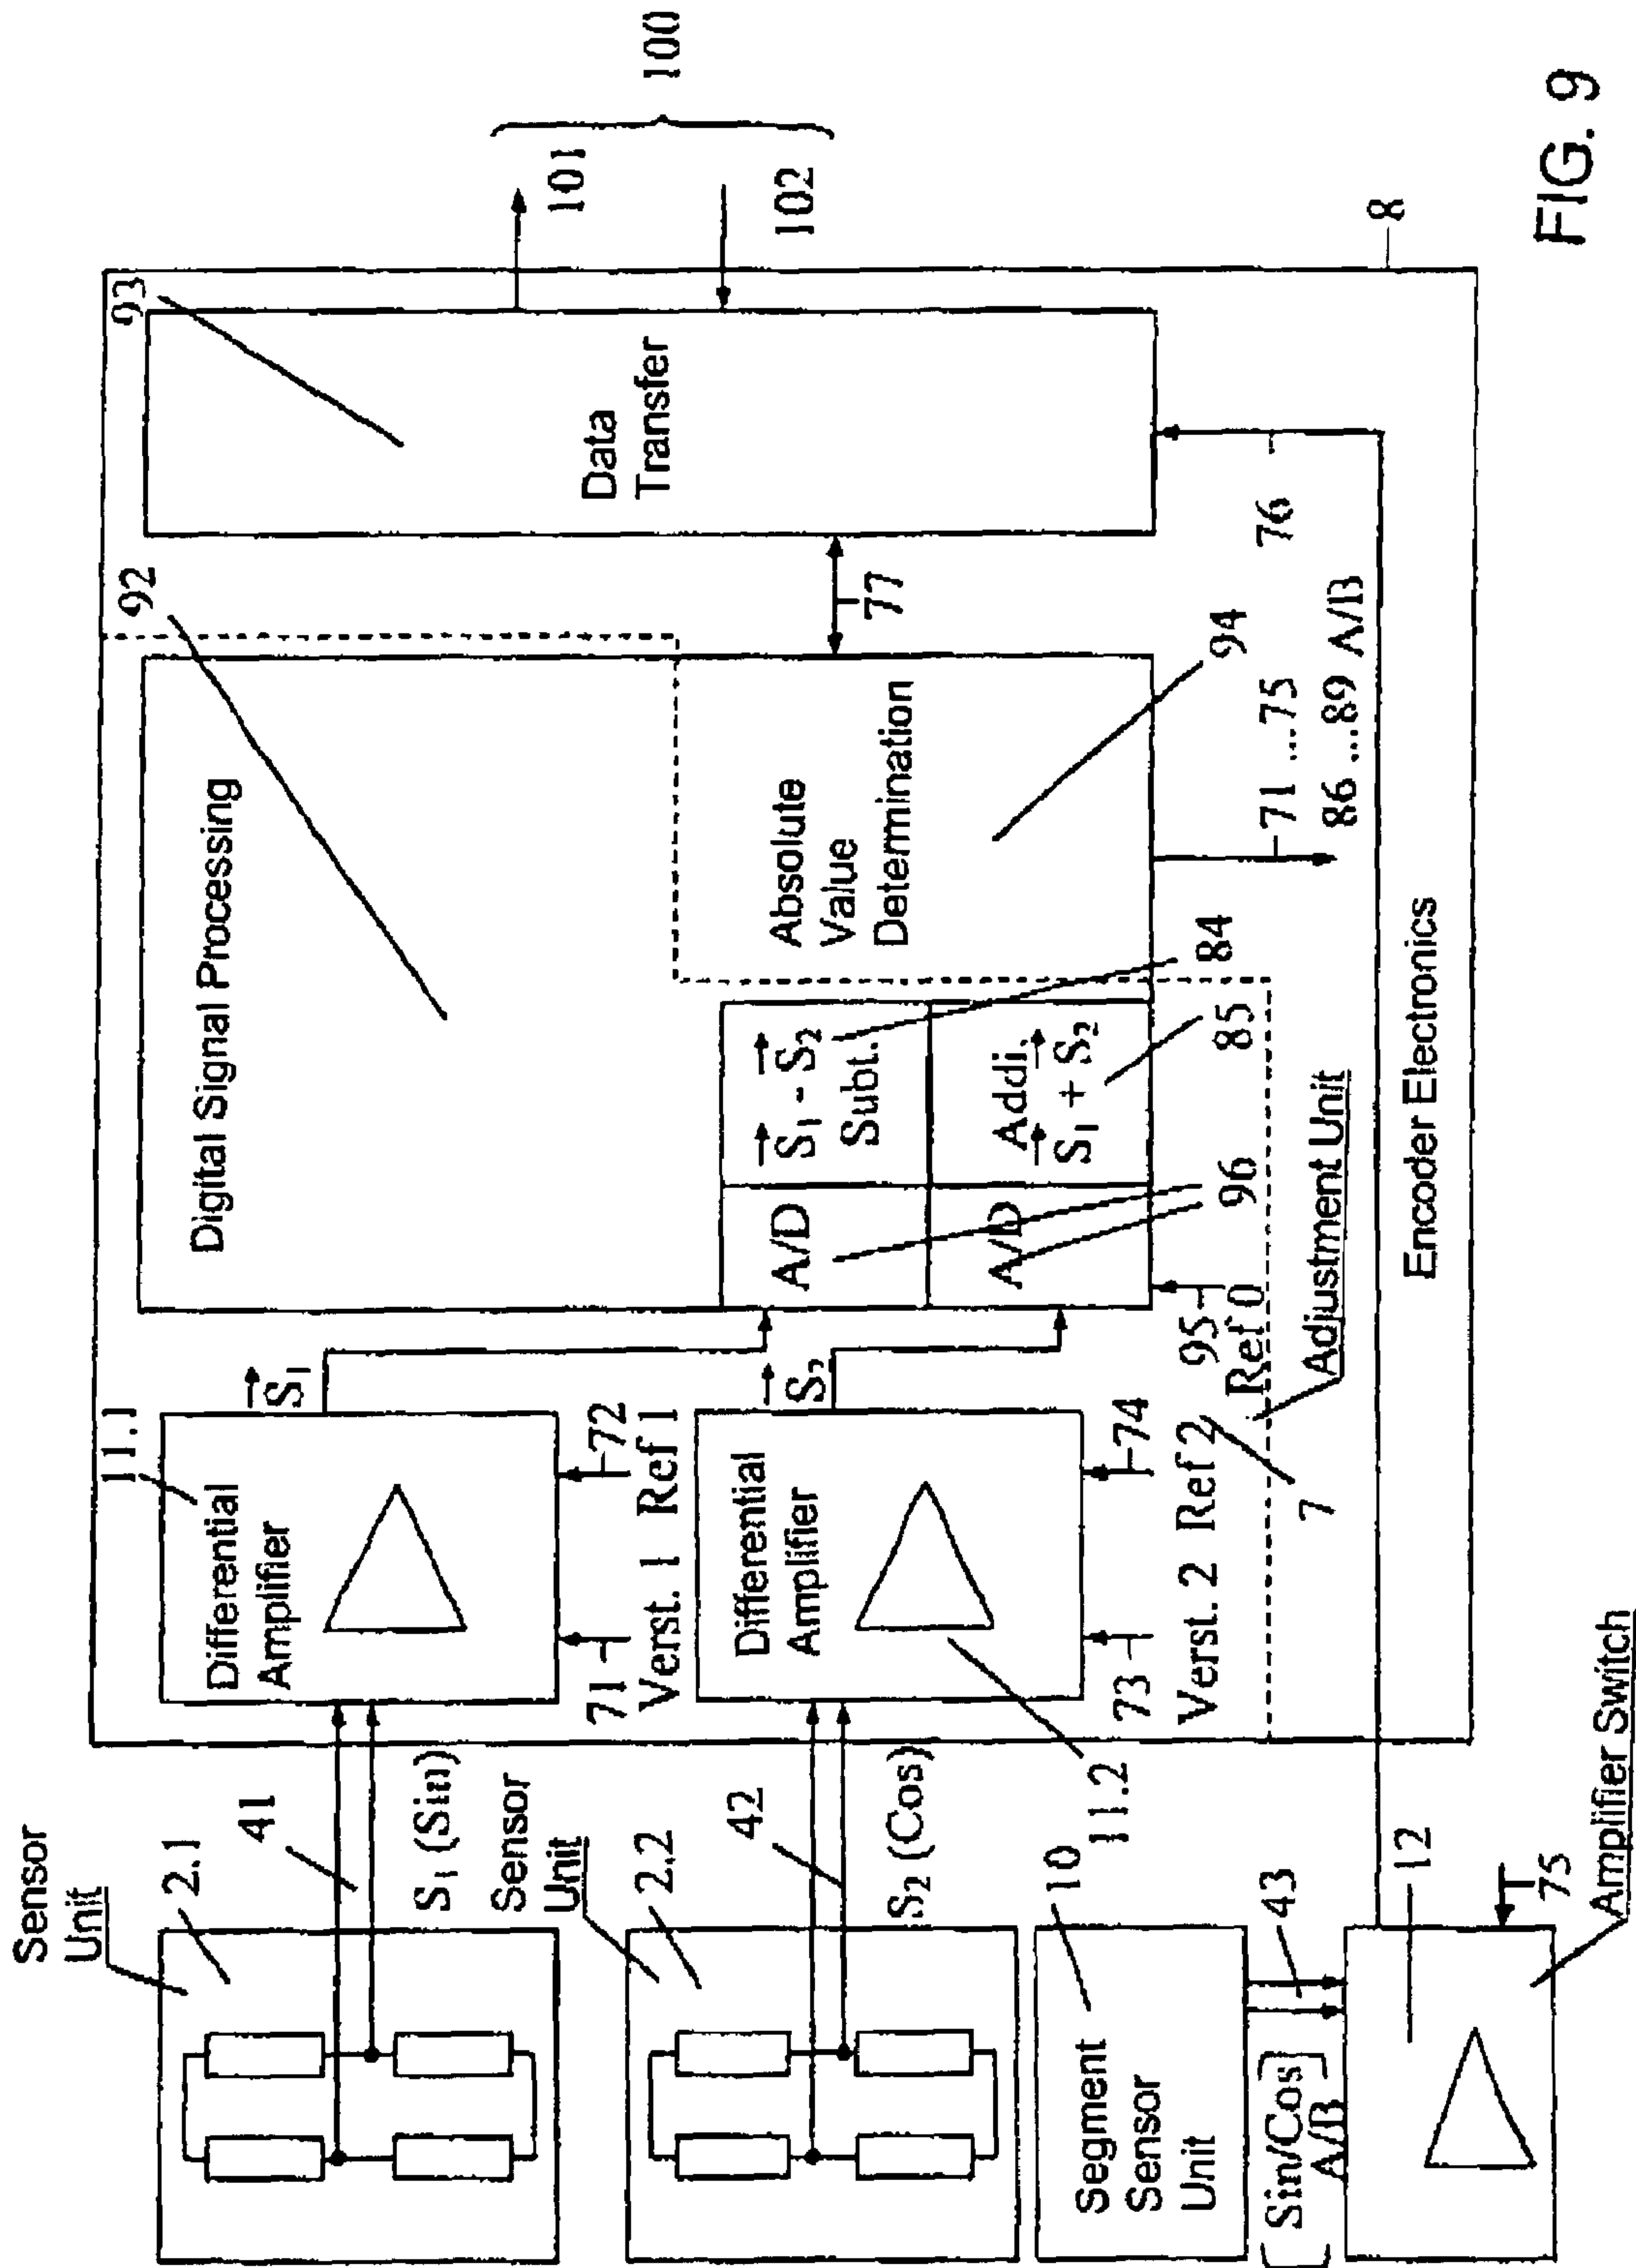 Sensor
Unit
2.1
41
S1 (Sin)
Sensor
Unit
2.2
42
S2 (Cos)
10
Segment
Sensor
Unit
43
[Sin/Cos]
A/B
12
75
Amplifier Switch
11.1
Differential
Amplifier
S1
71
72
Verst. 1 Ref 1
Differential
Amplifier
S2
11.2
73
74
Verst. 2 Ref 2
7
Adjustment Unit
Digital Signal Processing
92
A/D
S1 - S2
Subt.
84
A/D
Addi.
S1 + S2
85
96
95
Ref 0
Absolute
Value
Determination
94
71 ...75
86 ...89 A/B
77
93
Data
Transfer
76
101
102
100
Encoder Electronics
8
FIG. 9